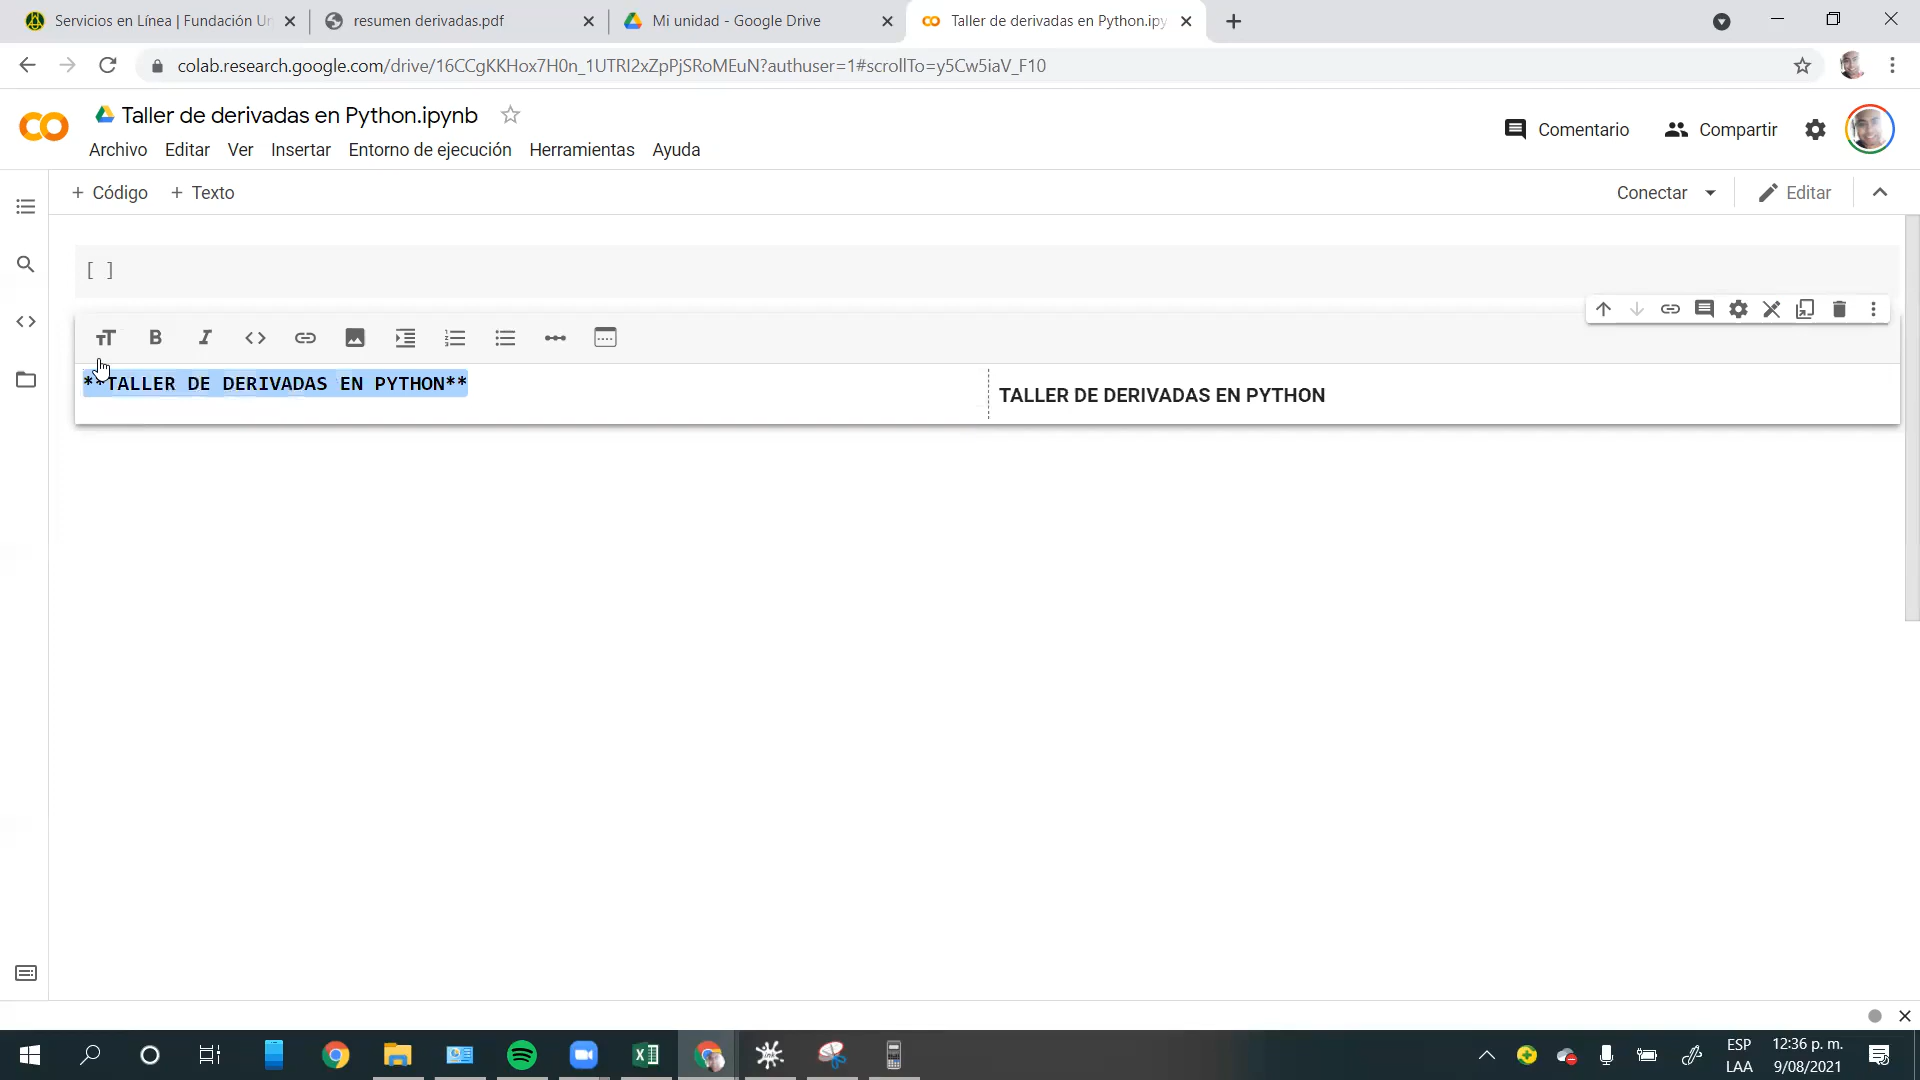 Servicios en Línea | Fundación Un
resumen derivadas.pdf
Mi unidad - Google Drive
Taller de derivadas en Python.ipy
colab.research.google.com/drive/16CCgKKHox7H0n_1UTRI2xZpPjSRoMEuN?authuser=1#scrollTo=y5Cw5iaV_F10
Taller de derivadas en Python.ipynb
Comentario
Compartir
Archivo Editar Ver Insertar Entorno de ejecución Herramientas Ayuda
+ Código + Texto
Conectar
Editar
[ ]
**TALLER DE DERIVADAS EN PYTHON**
TALLER DE DERIVADAS EN PYTHON
ESP
LAA
12:36 p. m.
9/08/2021